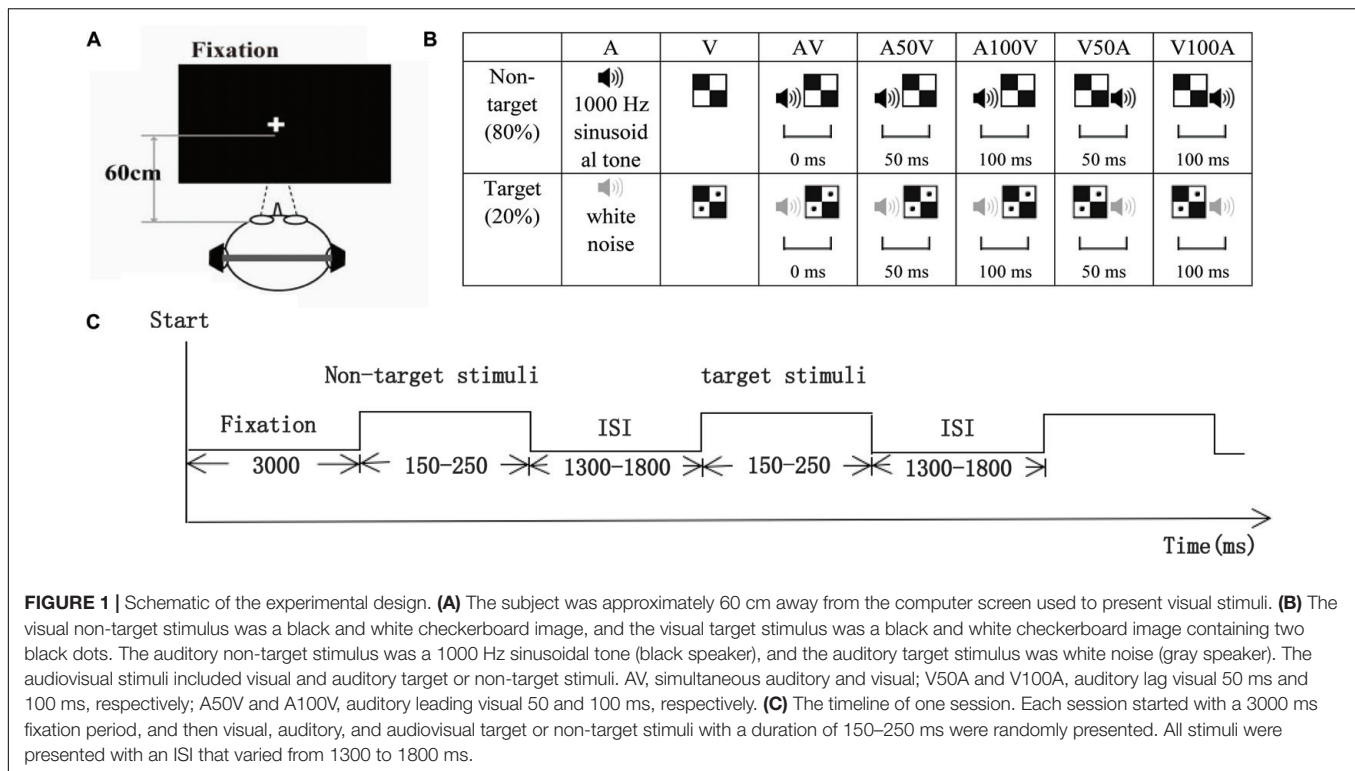 A
Fixation
60cm
B
A V AV A50V A100V V50A V100A
Non-
target
(80%)
1000 Hz
sinusoid
al tone
0 ms 50 ms 100 ms 50 ms 100 ms
Target
(20%)
white
noise
0 ms 50 ms 100 ms 50 ms 100 ms
C
Start
Non-target stimuli target stimuli
Fixation ISI ISI
3000 150-250 1300-1800 150-250 1300-1800
Time(ms)
FIGURE 1 | Schematic of the experimental design. (A) The subject was approximately 60 cm away from the computer screen used to present visual stimuli. (B) The
visual non-target stimulus was a black and white checkerboard image, and the visual target stimulus was a black and white checkerboard image containing two
black dots. The auditory non-target stimulus was a 1000 Hz sinusoidal tone (black speaker), and the auditory target stimulus was white noise (gray speaker). The
audiovisual stimuli included visual and auditory target or non-target stimuli. AV, simultaneous auditory and visual; V50A and V100A, auditory lag visual 50 ms and
100 ms, respectively; A50V and A100V, auditory leading visual 50 and 100 ms, respectively. (C) The timeline of one session. Each session started with a 3000 ms
fixation period, and then visual, auditory, and audiovisual target or non-target stimuli with a duration of 150–250 ms were randomly presented. All stimuli were
presented with an ISI that varied from 1300 to 1800 ms.